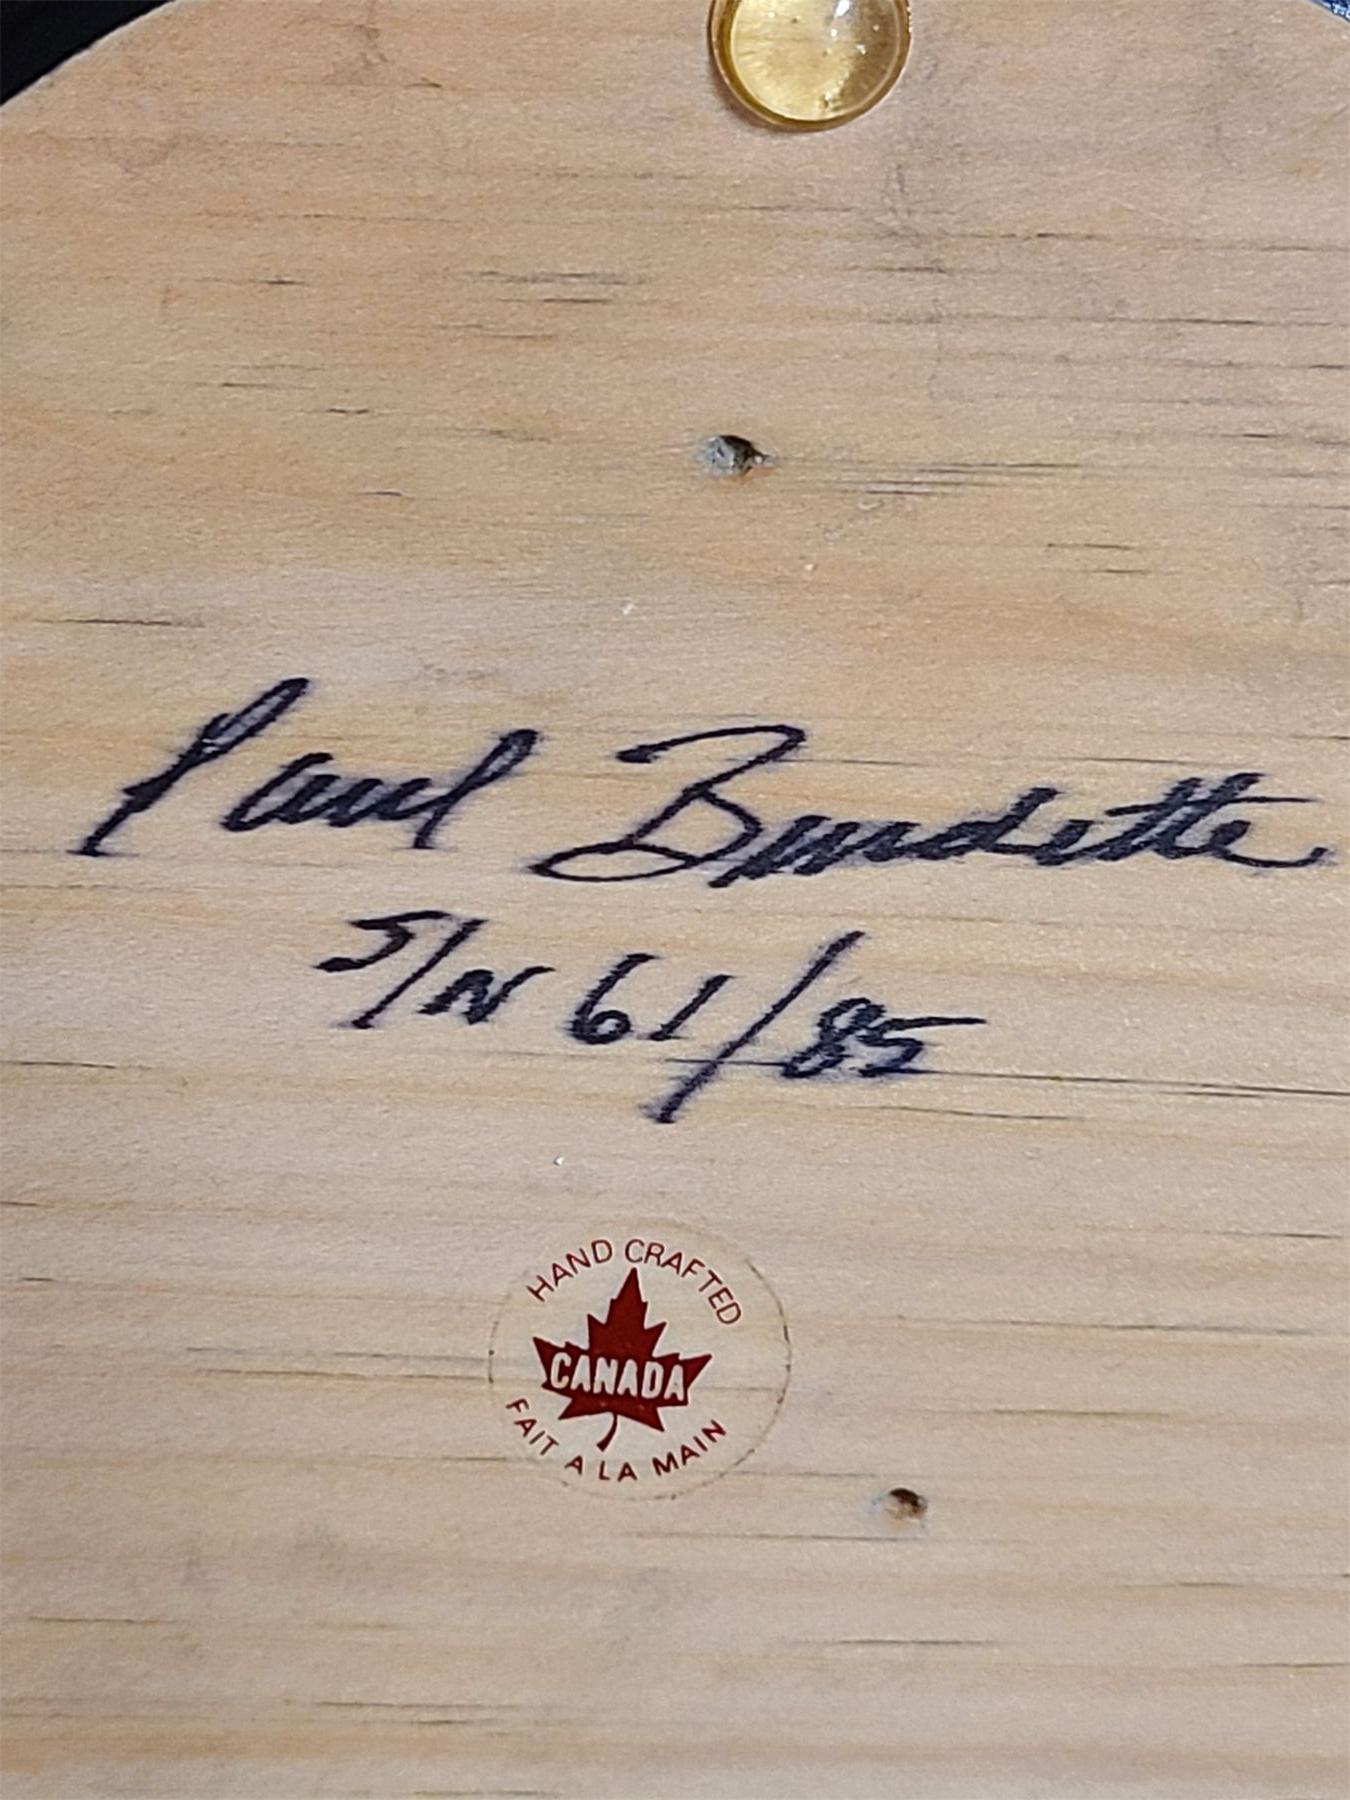 Paul Burdette
S/N 61/85
HAND CRAFTED
CANADA
FAIT A LA MAIN